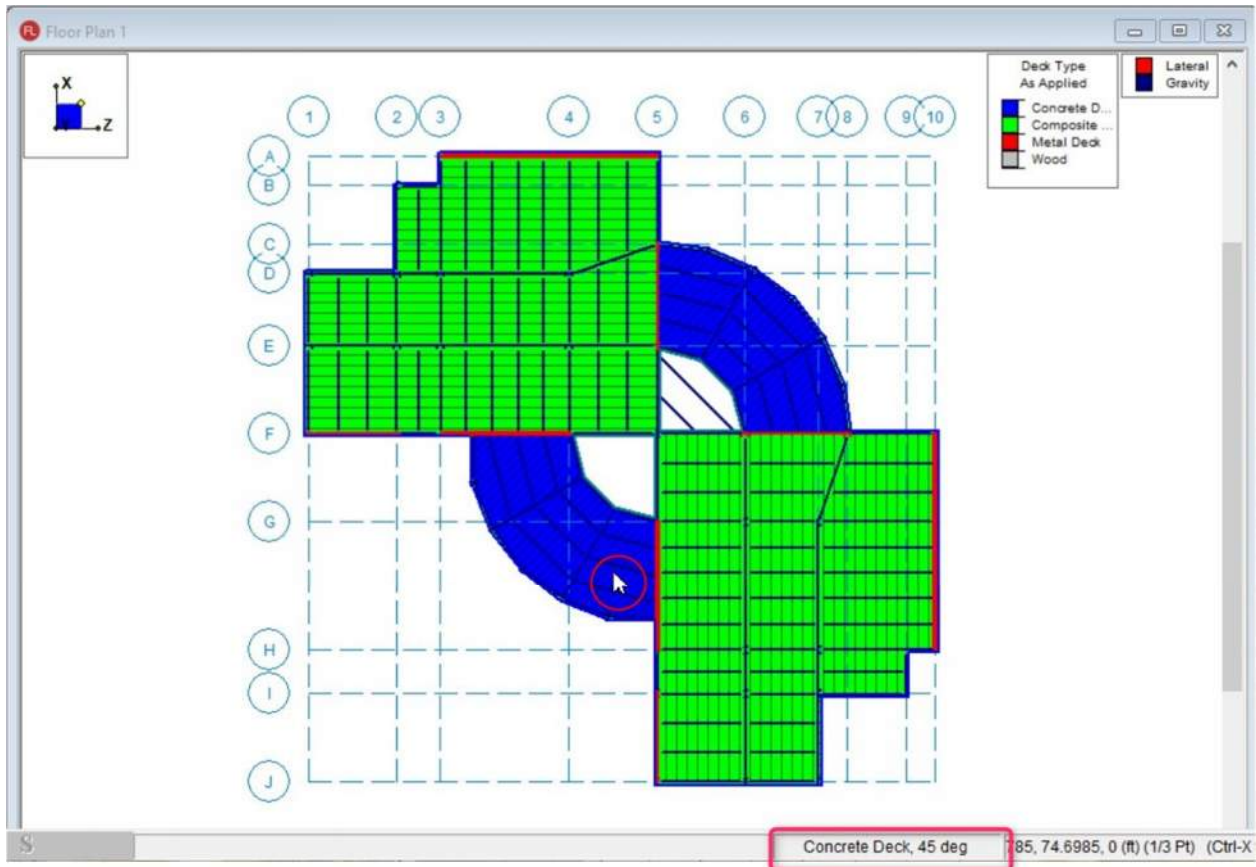 FL Floor Plan 1
X
Z
Deck Type
As Applied
Concrete D...
Composite ...
Metal Deck
Wood
Lateral
Gravity
1 2 3 4 5 6 7 8 9 10
A
B
C
D
E
F
G
H
I
J
S
Concrete Deck, 45 deg
785, 74.6985, 0 (ft) (1/3 Pt) (Ctrl-X